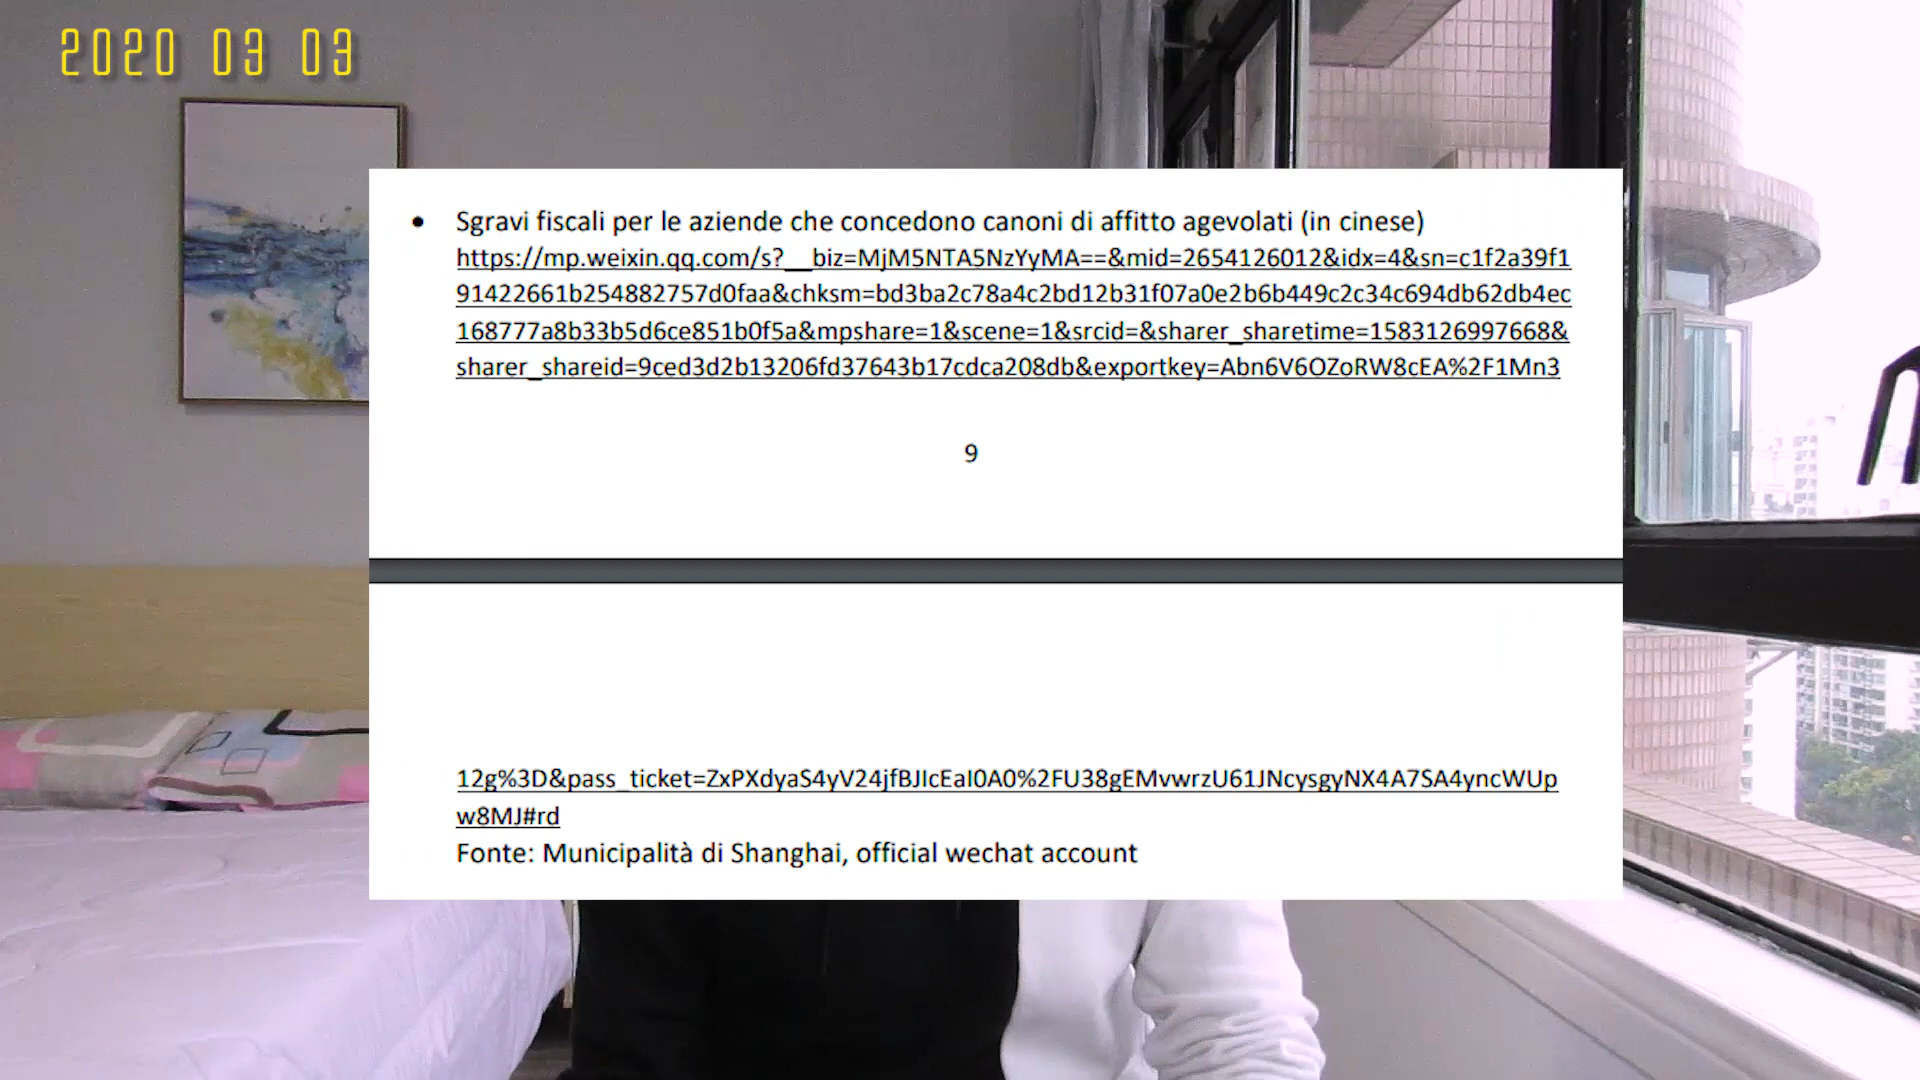 2020 03 03
• Sgravi fiscali per le aziende che concedono canoni di affitto agevolati (in cinese)
https://mp.weixin.qq.com/s?__biz=MjM5NTA5NzYyMA==&mid=2654126012&idx=4&sn=c1f2a39f1
91422661b254882757d0faa&chksm=bd3ba2c78a4c2bd12b31f07a0e2b6b449c2c34c694db62db4ec
168777a8b33b5d6ce851b0f5a&mpshare=1&scene=1&srcid=&sharer_sharetime=1583126997668&
sharer_shareid=9ced3d2b13206fd37643b17cdca208db&exportkey=Abn6V6OZoRW8cEA%2F1Mn3
9
12g%3D&pass_ticket=ZxPXdyaS4yV24jfBJIcEaI0A0%2FU38gEMvwrzU61JNcysgyNX4A7SA4yncWUp
w8MJ#rd
Fonte: Municipalità di Shanghai, official wechat account